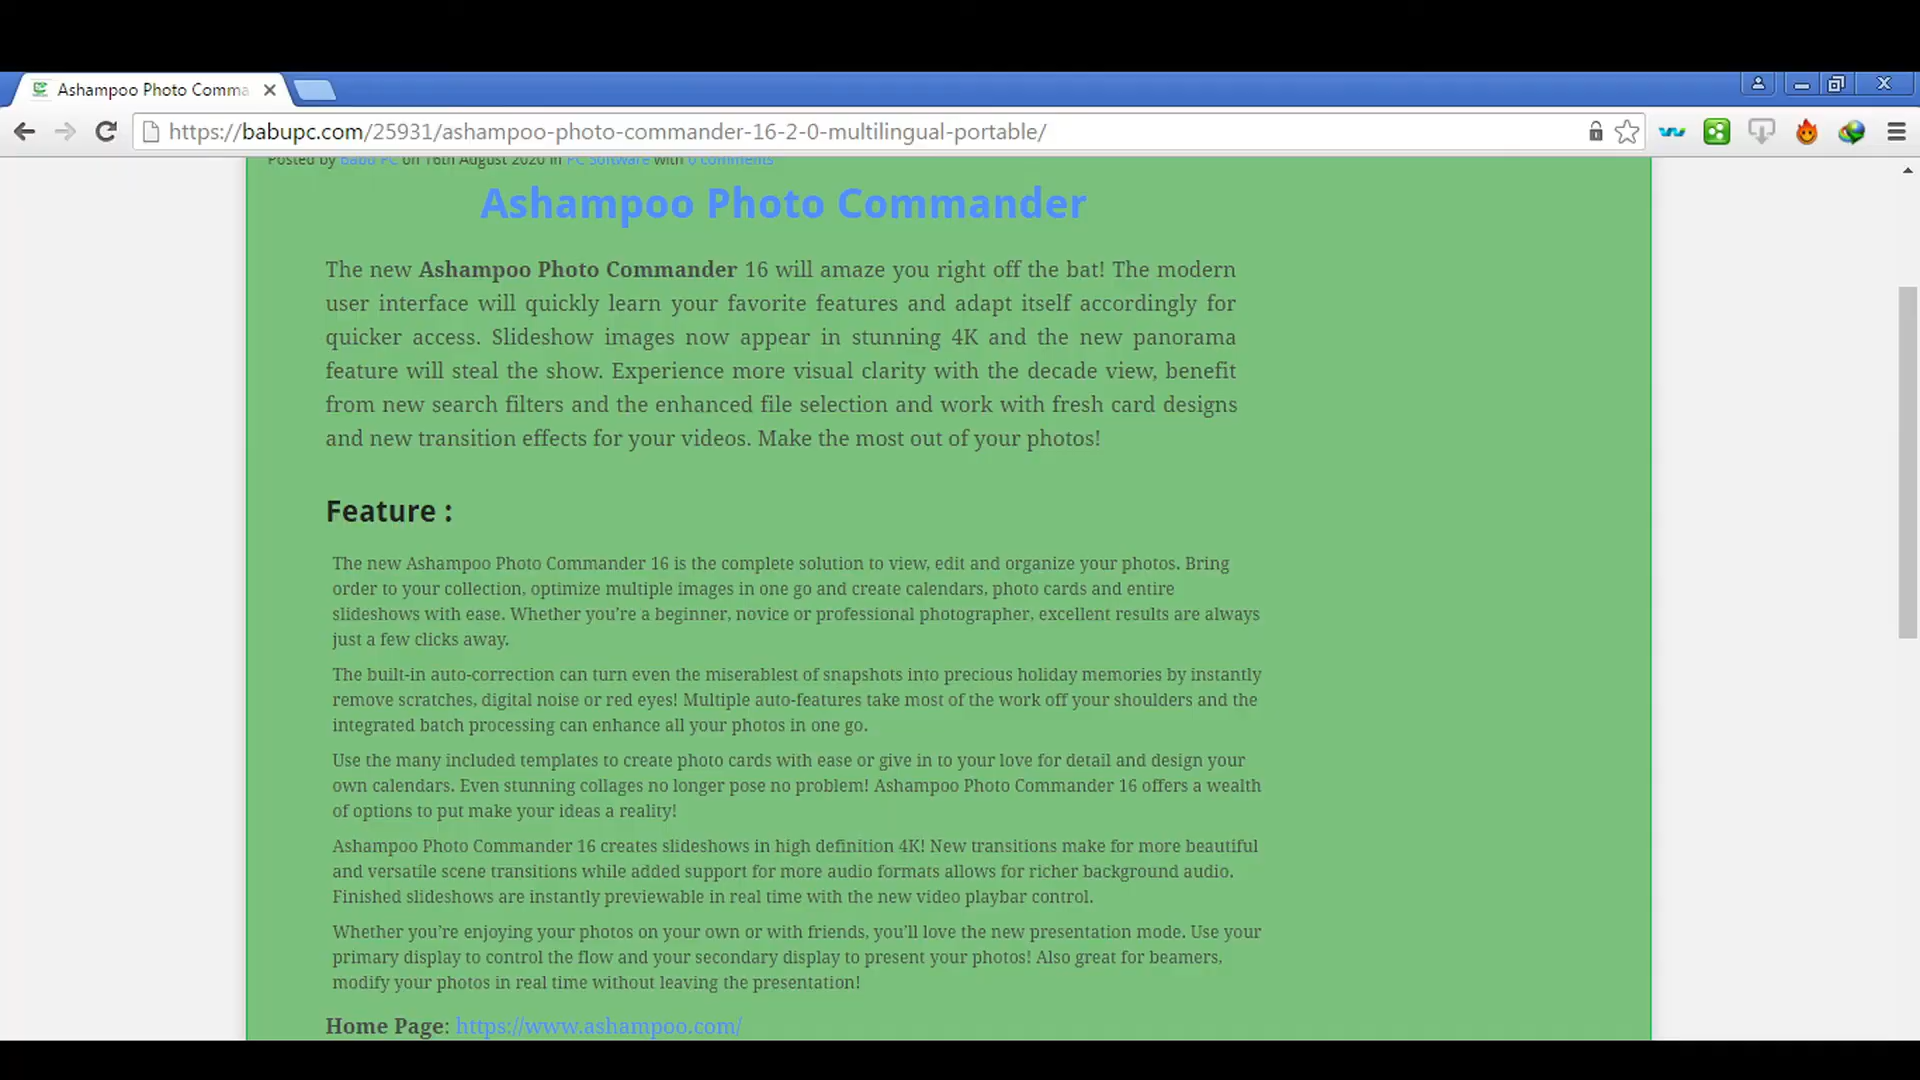 Ashampoo Photo Comma
https://babupc.com/25931/ashampoo-photo-commander-16-2-0-multilingual-portable/
Posted by Babu PC on 16th August 2020 in PC Software with 0 comments
Ashampoo Photo Commander
The new Ashampoo Photo Commander 16 will amaze you right off the bat! The modern
user interface will quickly learn your favorite features and adapt itself accordingly for
quicker access. Slideshow images now appear in stunning 4K and the new panorama
feature will steal the show. Experience more visual clarity with the decade view, benefit
from new search filters and the enhanced file selection and work with fresh card designs
and new transition effects for your videos. Make the most out of your photos!
Feature :
The new Ashampoo Photo Commander 16 is the complete solution to view, edit and organize your photos. Bring
order to your collection, optimize multiple images in one go and create calendars, photo cards and entire
slideshows with ease. Whether you’re a beginner, novice or professional photographer, excellent results are always
just a few clicks away.
The built-in auto-correction can turn even the miserablest of snapshots into precious holiday memories by instantly
remove scratches, digital noise or red eyes! Multiple auto-features take most of the work off your shoulders and the
integrated batch processing can enhance all your photos in one go.
Use the many included templates to create photo cards with ease or give in to your love for detail and design your
own calendars. Even stunning collages no longer pose no problem! Ashampoo Photo Commander 16 offers a wealth
of options to put make your ideas a reality!
Ashampoo Photo Commander 16 creates slideshows in high definition 4K! New transitions make for more beautiful
and versatile scene transitions while added support for more audio formats allows for richer background audio.
Finished slideshows are instantly previewable in real time with the new video playbar control.
Whether you’re enjoying your photos on your own or with friends, you’ll love the new presentation mode. Use your
primary display to control the flow and your secondary display to present your photos! Also great for beamers,
modify your photos in real time without leaving the presentation!
Home Page: https://www.ashampoo.com/